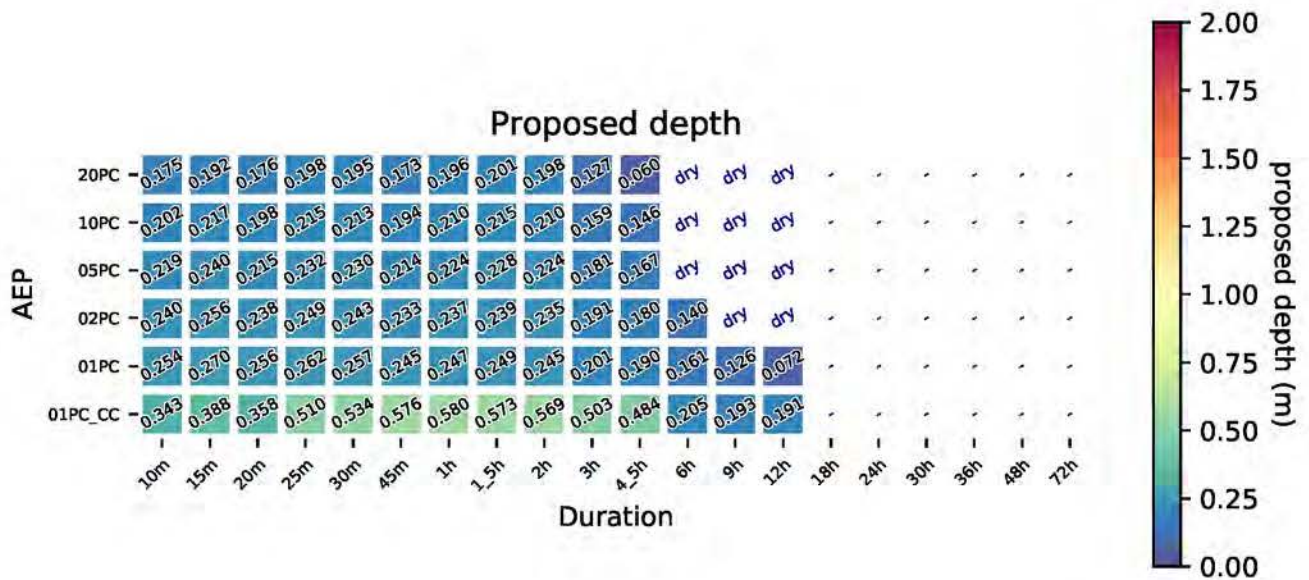 Proposed depth
AEP
20PC 0.175 0.192 0.176 0.198 0.195 0.173 0.196 0.201 0.198 0.127 0.060 dry dry dry - - - - - -
10PC 0.202 0.217 0.198 0.215 0.213 0.194 0.210 0.215 0.210 0.159 0.146 dry dry dry - - - - - -
05PC 0.219 0.240 0.215 0.232 0.230 0.214 0.224 0.228 0.224 0.181 0.167 dry dry dry - - - - - -
02PC 0.240 0.256 0.238 0.249 0.243 0.233 0.237 0.239 0.235 0.191 0.180 0.140 dry dry - - - - - -
01PC 0.254 0.270 0.256 0.262 0.257 0.245 0.247 0.249 0.245 0.201 0.190 0.161 0.126 0.072 - - - - - -
01PC_CC 0.343 0.388 0.358 0.510 0.534 0.576 0.580 0.573 0.569 0.503 0.484 0.205 0.193 0.191 - - - - - -
10m 15m 20m 25m 30m 45m 1h 1_5h 2h 3h 4_5h 6h 9h 12h 18h 24h 30h 36h 48h 72h
Duration
2.00
1.75
1.50
1.25
1.00
0.75
0.50
0.25
0.00
proposed depth (m)